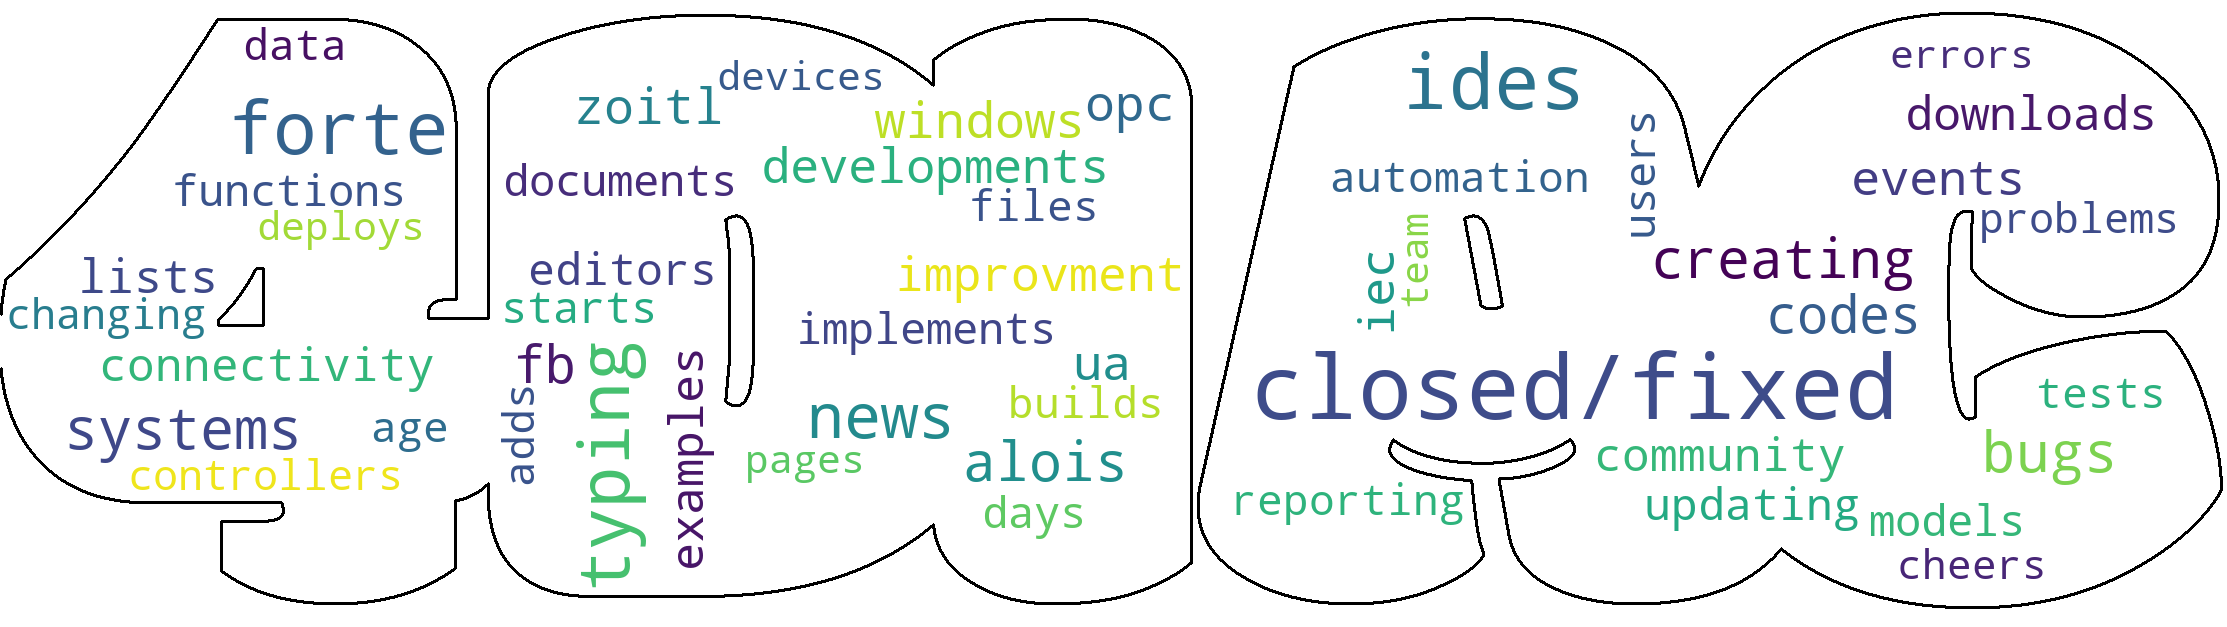 data
forte
functions
deploys
lists
changing
connectivity
systems
age
controllers
devices
zoitl
windows
opc
developments
documents
files
editors
improvment
starts
implements
fb
ua
typing
examples
adds
builds
news
pages
alois
days
ides
errors
downloads
users
automation
events
problems
team
iec
creating
codes
closed/fixed
tests
community
bugs
reporting
updating
models
cheers